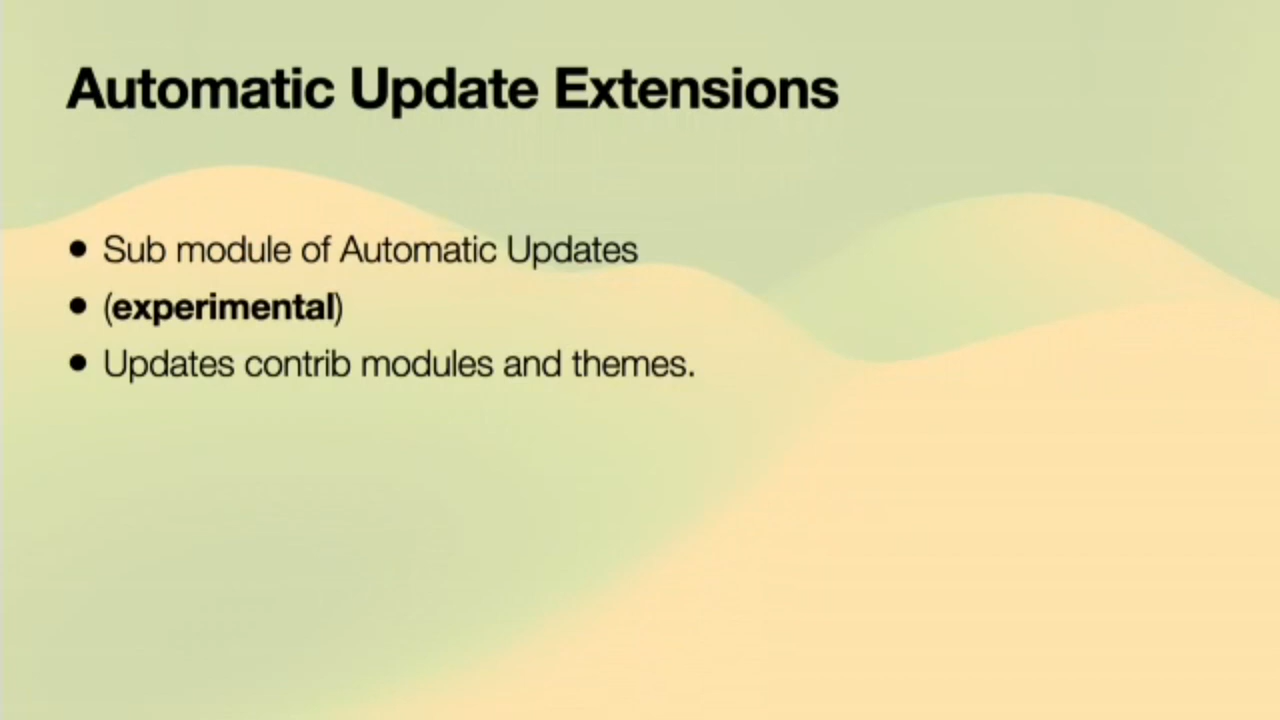 Automatic Update Extensions
• Sub module of Automatic Updates
• (experimental)
• Updates contrib modules and themes.